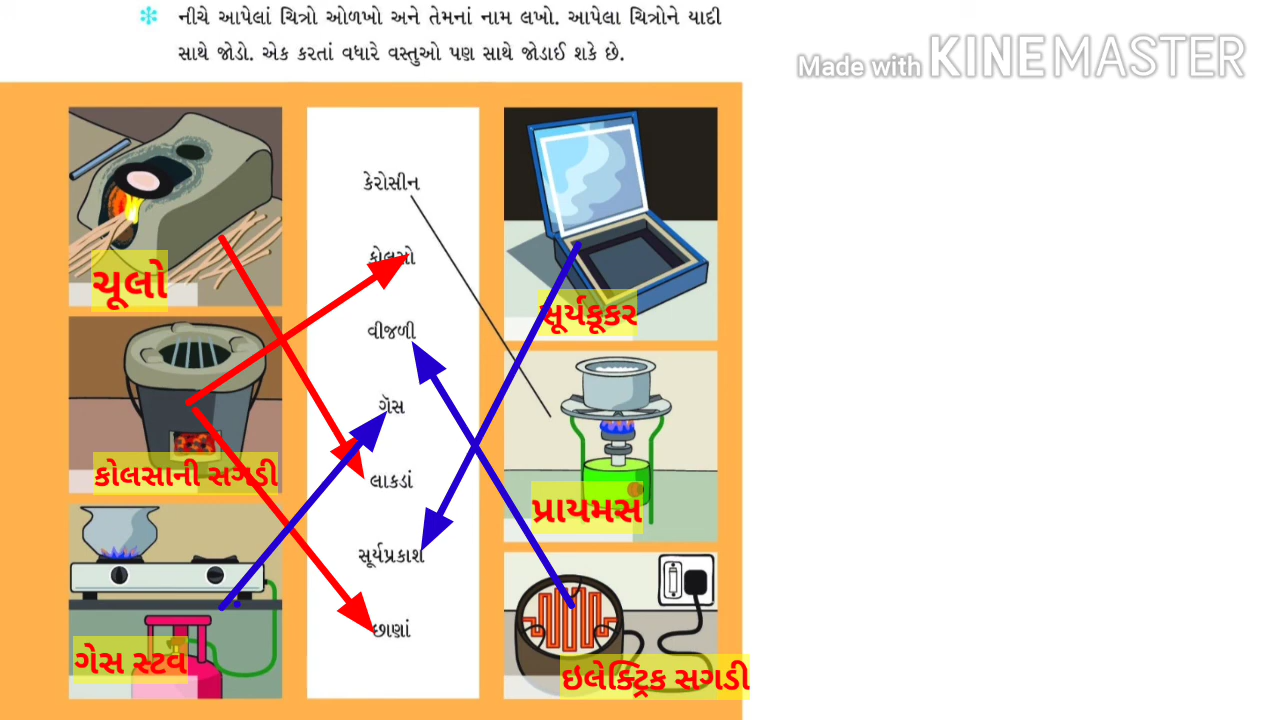 ❇ નીચે આપેલાં ચિત્રો ઓળખો અને તેમનાં નામ લખો. આપેલા ચિત્રોને યાદી
સાથે જોડો. એક કરતાં વધારે વસ્તુઓ પણ સાથે જોડાઈ શકે છે.
Made with KINEMASTER
ચૂલો
કોલસાની સગડી
ગેસ સ્ટવ
કેરોસીન
કોલસો
વીજળી
ગૅસ
લાકડાં
સૂર્યપ્રકાશ
છાણાં
સૂર્યકૂકર
પ્રાયમસ
ઇલેક્ટ્રિક સગડી